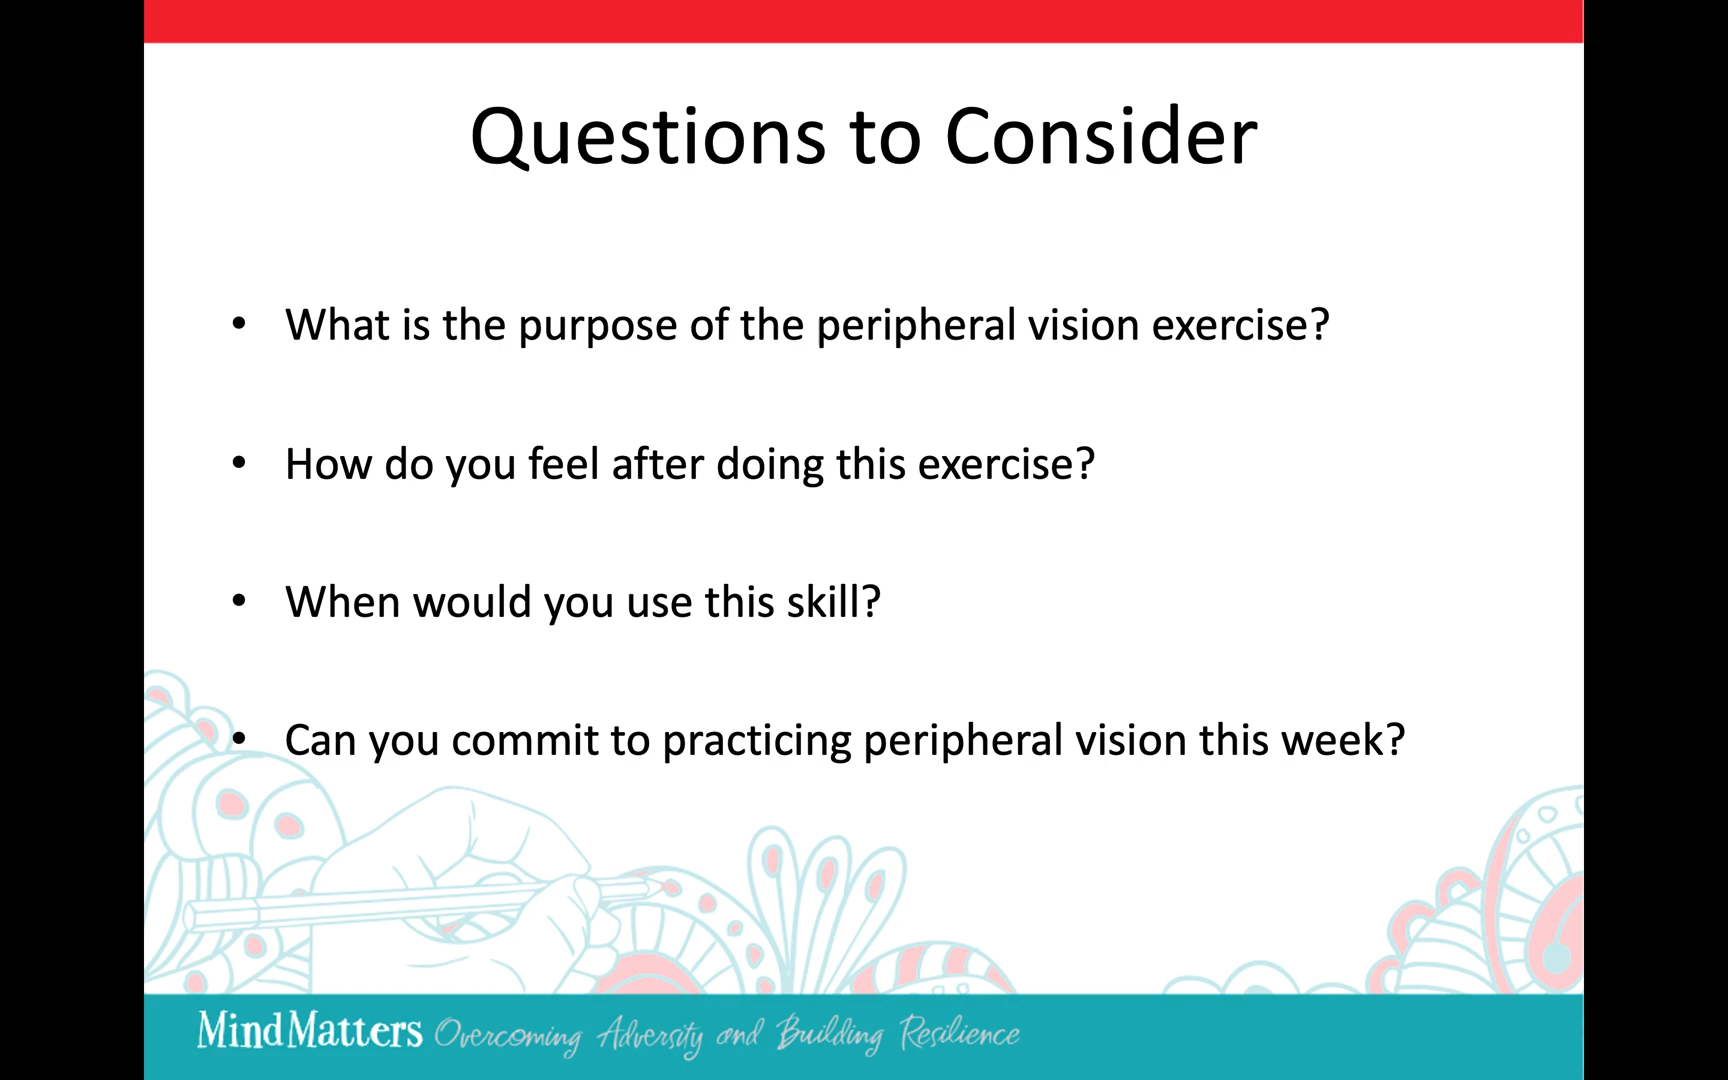 Questions to Consider
• What is the purpose of the peripheral vision exercise?
• How do you feel after doing this exercise?
• When would you use this skill?
• Can you commit to practicing peripheral vision this week?
MindMatters Overcoming Adversity and Building Resilience